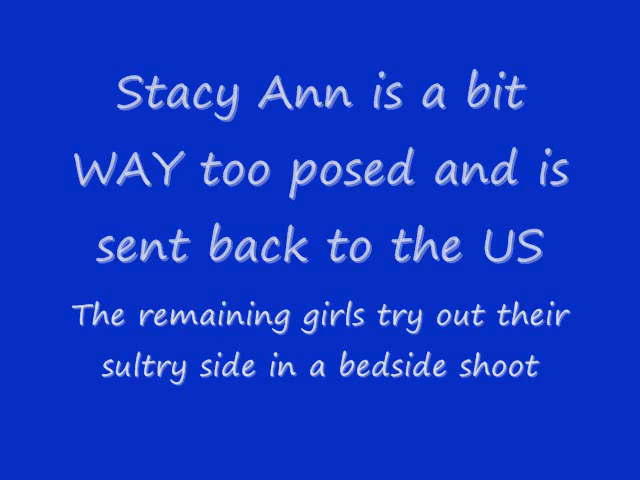 Stacy Ann is a bit
WAY too posed and is
sent back to the US
The remaining girls try out their
sultry side in a bedside shoot